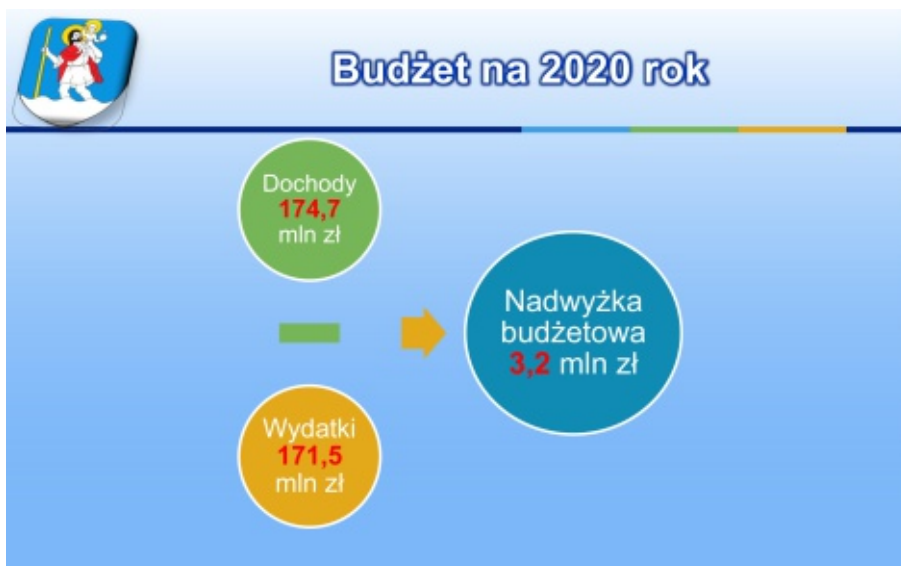 Budżet na 2020 rok
Dochody
174,7
mln zł
Wydatki
171,5
mln zł
Nadwyżka
budżetowa
3,2 mln zł